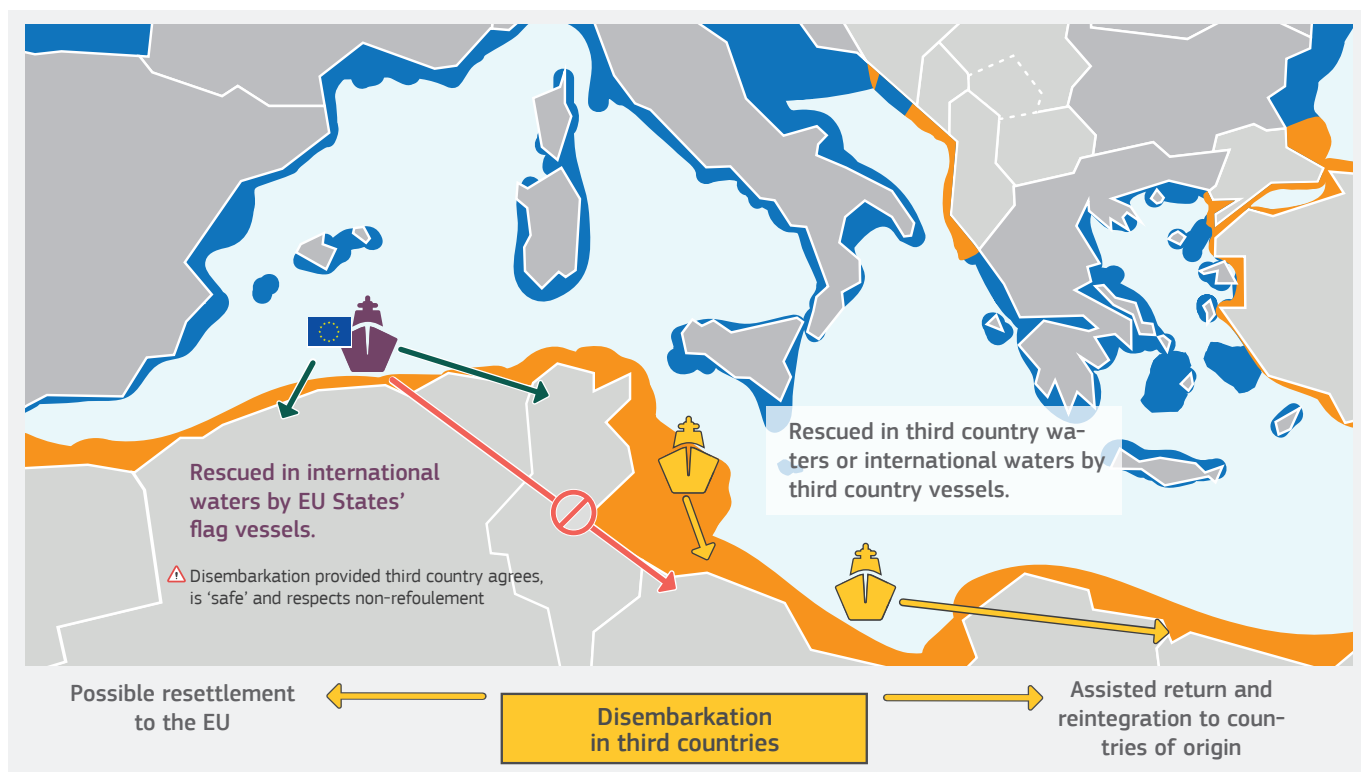 Rescued in third country wa-
ters or international waters by
third country vessels.
Rescued in international
waters by EU States’
flag vessels.
Disembarkation provided third country agrees,
is ‘safe’ and respects non-refoulement
Possible resettlement
to the EU
Disembarkation
in third countries
Assisted return and
reintegration to coun-
tries of origin